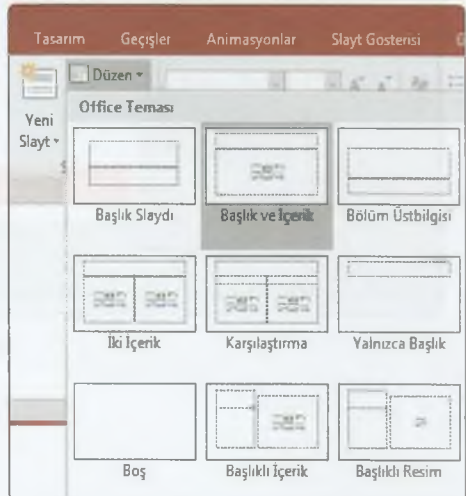 Tasarım Geçişler Animasyonlar Slayt Gösterisi
Düzen
Yeni
Slayt
Office Teması
Başlık Slaydı Başlık ve İçerik Bölüm Üstbilgisi
İki İçerik Karşılaştırma Yalnızca Başlık
Boş Başlıklı İçerik Başlıklı Resim